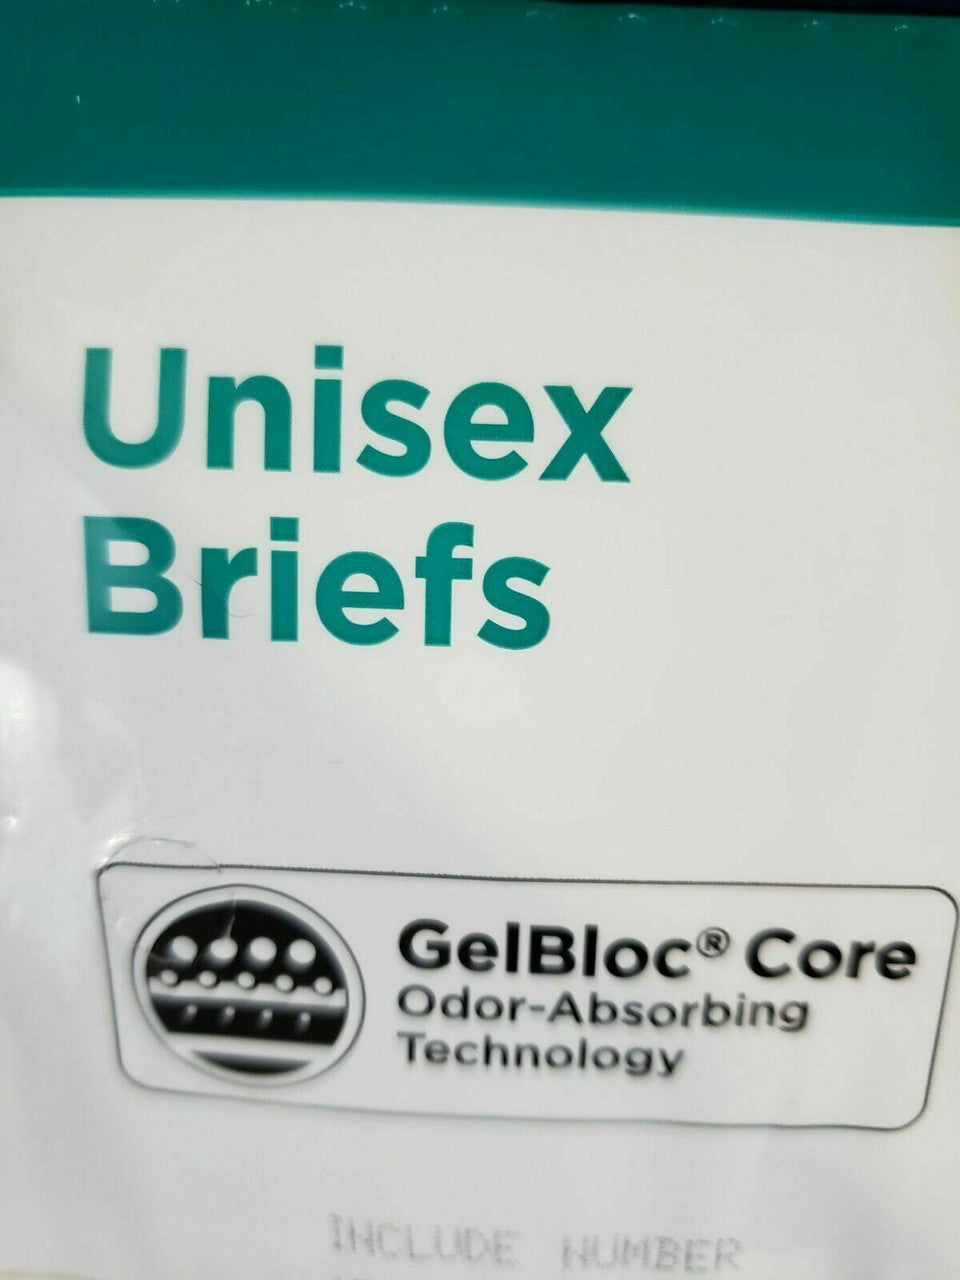 Unisex
Briefs
GelBloc® Core
Odor-Absorbing
Technology
INCLUDE NUMBER